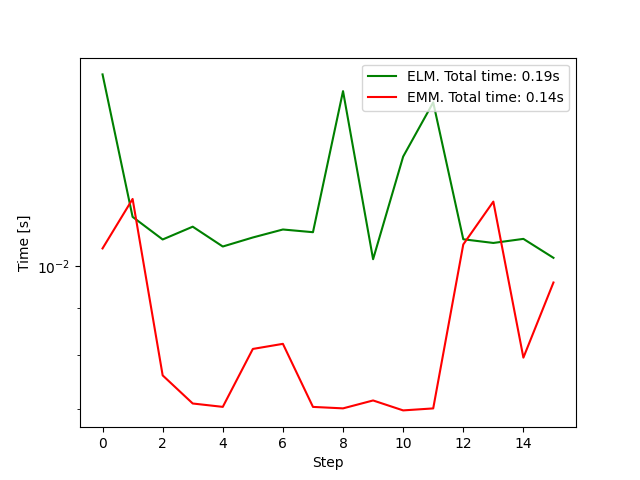 ELM. Total time: 0.19s
EMM. Total time: 0.14s
Time [s]
10⁻²
0 2 4 6 8 10 12 14
Step